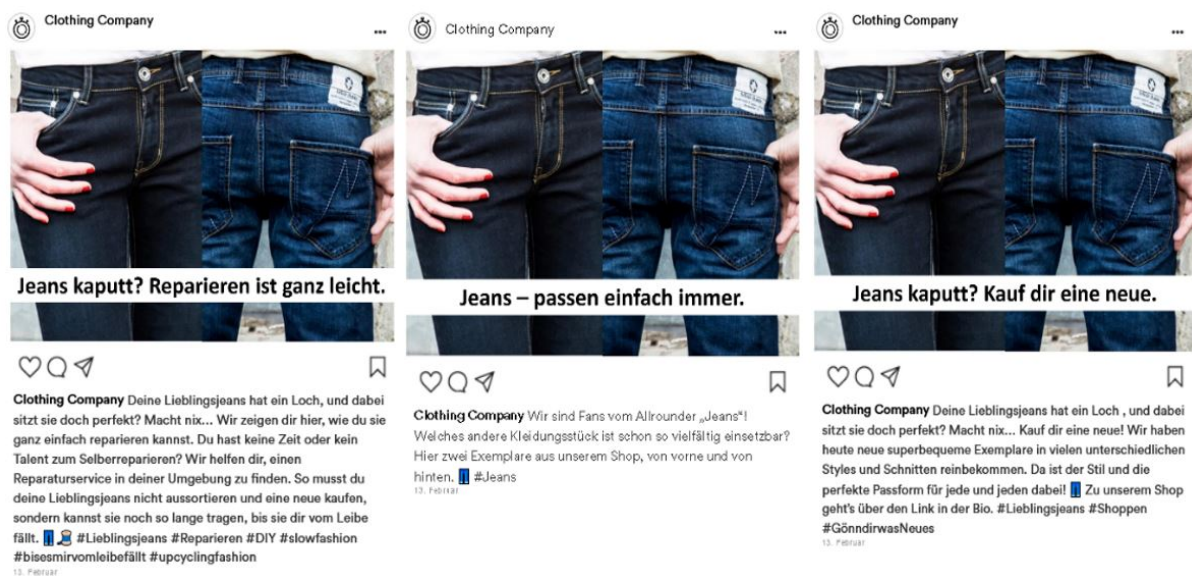 Clothing Company
Jeans kaputt? Reparieren ist ganz leicht.
Clothing Company Deine Lieblingsjeans hat ein Loch, und dabei
sitzt sie doch perfekt? Macht nix... Wir zeigen dir hier, wie du sie
ganz einfach reparieren kannst. Du hast keine Zeit oder kein
Talent zum Selberreparieren? Wir helfen dir, einen
Reparaturservice in deiner Umgebung zu finden. So musst du
deine Lieblingsjeans nicht aussortieren und eine neue kaufen,
sondern kannst sie noch so lange tragen, bis sie dir vom Leibe
fällt. 👖🧵 #Lieblingsjeans #Reparieren #DIY #slowfashion
#bisesmirvomleibefällt #upcyclingfashion
13. Februar
Clothing Company
Jeans – passen einfach immer.
Clothing Company Wir sind Fans vom Allrounder „Jeans“!
Welches andere Kleidungsstück ist schon so vielfältig einsetzbar?
Hier zwei Exemplare aus unserem Shop, von vorne und von
hinten. 👖 #Jeans
13. Februar
Clothing Company
Jeans kaputt? Kauf dir eine neue.
Clothing Company Deine Lieblingsjeans hat ein Loch , und dabei
sitzt sie doch perfekt? Macht nix... Kauf dir eine neue! Wir haben
heute neue superbequeme Exemplare in vielen unterschiedlichen
Styles und Schnitten reinbekommen. Da ist der Stil und die
perfekte Passform für jede und jeden dabei! 👖 Zu unserem Shop
geht's über den Link in der Bio. #Lieblingsjeans #Shoppen
#GönndirwasNeues
13. Februar